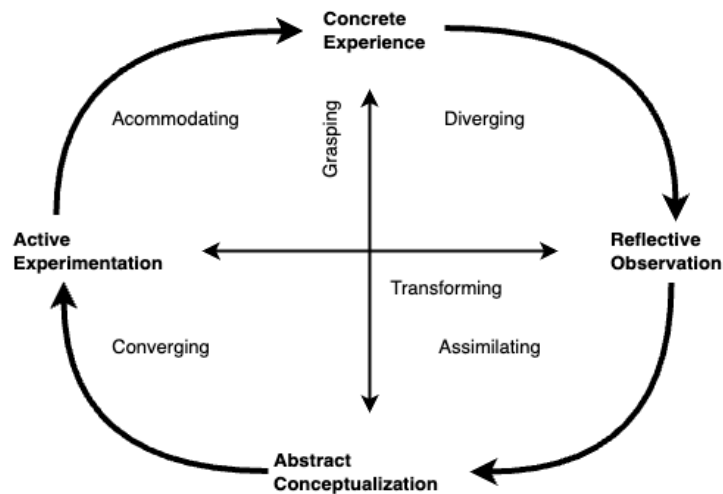 Concrete
Experience
Acommodating
Grasping
Diverging
Active
Experimentation
Reflective
Observation
Transforming
Converging
Assimilating
Abstract
Conceptualization